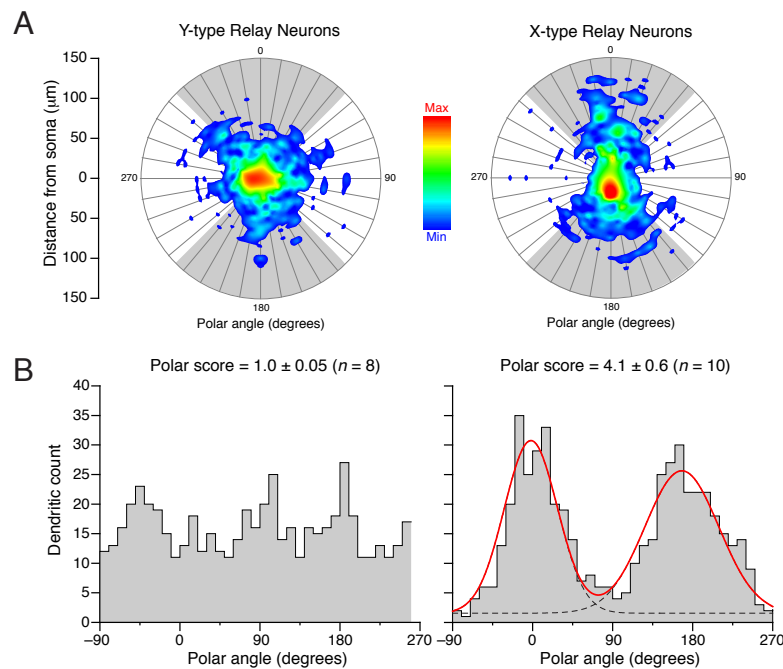 A
Y-type Relay Neurons
X-type Relay Neurons
Distance from soma (μm)
150
100
50
0
50
100
150
0
90
180
270
Polar angle (degrees)
Max
Min
0
90
180
270
Polar angle (degrees)
B
Polar score = 1.0 ± 0.05 (n = 8)
Polar score = 4.1 ± 0.6 (n = 10)
Dendritic count
40
35
30
25
20
15
10
5
0
−90 0 90 180 270
Polar angle (degrees)
−90 0 90 180 270
Polar angle (degrees)